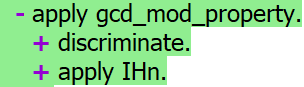 - apply gcd_mod_property.
+ discriminate.
+ apply IHn.